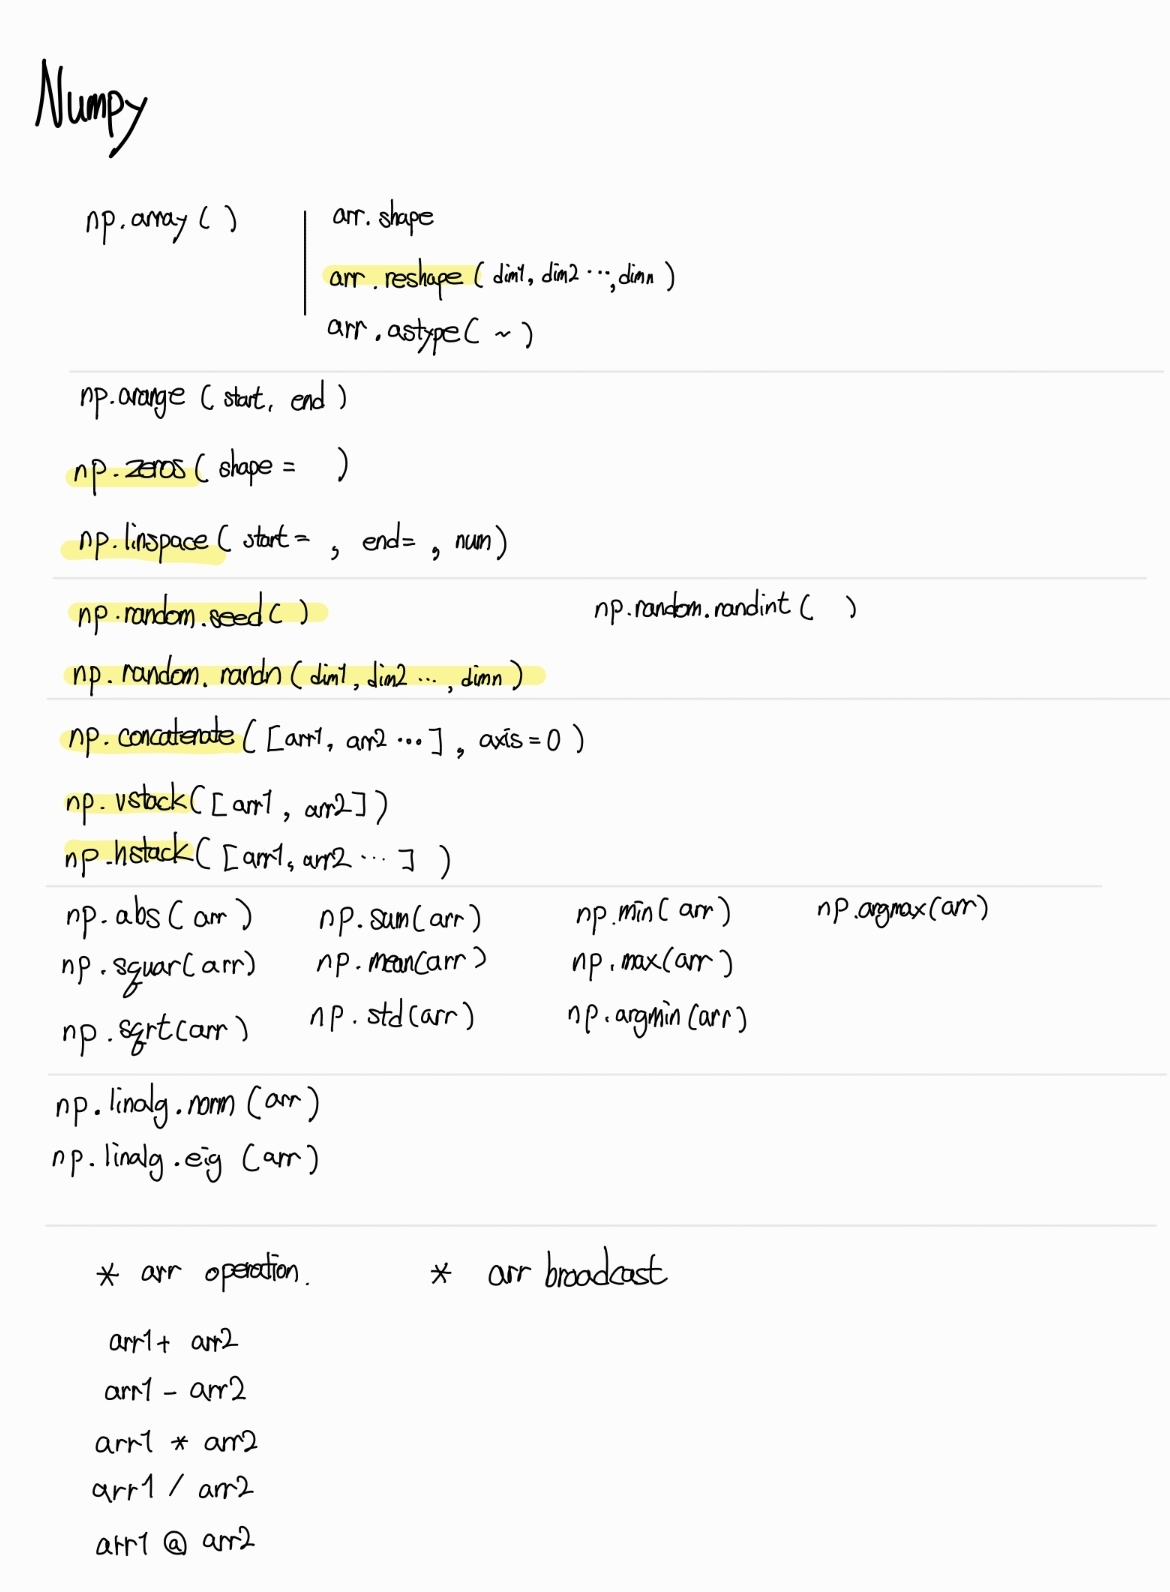 Numpy
np.array ( )
arr. shape
arr. reshape ( dim1, dim2 ···, dimn )
arr. astype ( ~ )
np.arange ( start, end )
np. zeros ( shape = )
np. linspace ( start = , end= , num )
np. random. seed ( ) np.random.randint ( )
np. random. randn ( dim1, dim2 ··· , dimn )
np. concatenate ( [arr1, arr2 ···] , axis = 0 )
np. vstack ( [ arr1 , arr2 ] )
np. hstack ( [ arr1, arr2 ··· ] )
np. abs ( arr ) np. sum( arr ) np. min ( arr ) np. argmax(arr)
np. squar( arr) np. mean(arr) np. max (arr )
np. sqrt(arr ) np. std (arr ) np. argmin (arr )
np. linalg. norm (arr )
np. linalg. eig (arr )
* arr operation. * arr broadcast
arr1 + arr2
arr1 - arr2
arr1 * arr2
arr1 / arr2
arr1 @ arr2